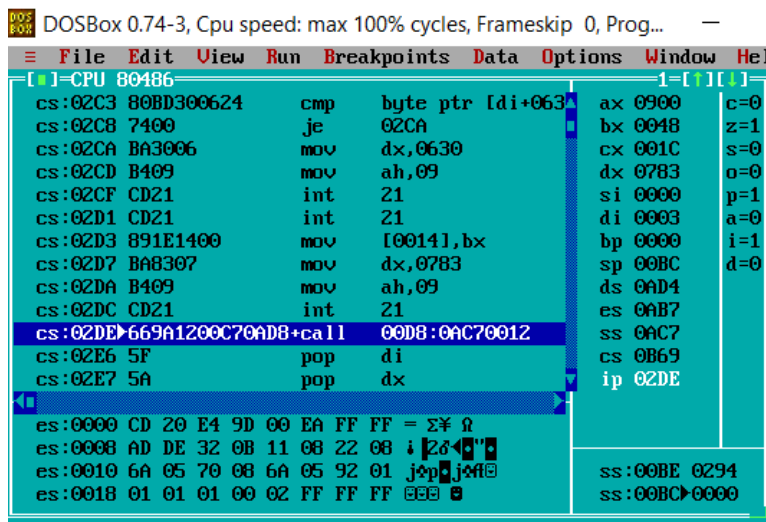 DOSBox 0.74-3, Cpu speed: max 100% cycles, Frameskip 0, Prog...
≡ File Edit View Run Breakpoints Data Options Window Hel
[■]=CPU 80486 1=[↑][↓]
cs:02C3 80BD300624 cmp byte ptr [di+063 ax 0900 c=0
cs:02C8 7400 je 02CA bx 0048 z=1
cs:02CA BA3006 mov dx,0630 cx 001C s=0
cs:02CD B409 mov ah,09 dx 0783 o=0
cs:02CF CD21 int 21 si 0000 p=1
cs:02D1 CD21 int 21 di 0003 a=0
cs:02D3 891E1400 mov [0014],bx bp 0000 i=1
cs:02D7 BA8307 mov dx,0783 sp 00BC d=0
cs:02DA B409 mov ah,09 ds 0AD4
cs:02DC CD21 int 21 es 0AB7
cs:02DE►669A1200C70AD8+call 00D8:0AC70012 ss 0AC7
cs:02E6 5F pop di cs 0B69
cs:02E7 5A pop dx ip 02DE
es:0000 CD 20 E4 9D 00 EA FF FF = Σ¥ Ω
es:0008 AD DE 32 0B 11 08 22 08 ¡ ▐2♂◄◘"◘
es:0010 6A 05 70 08 6A 05 92 01 j♣p◘j♣Æ☺ ss:00BE 0294
es:0018 01 01 01 00 02 FF FF FF ☺☺☺ ☻ ss:00BC►0000